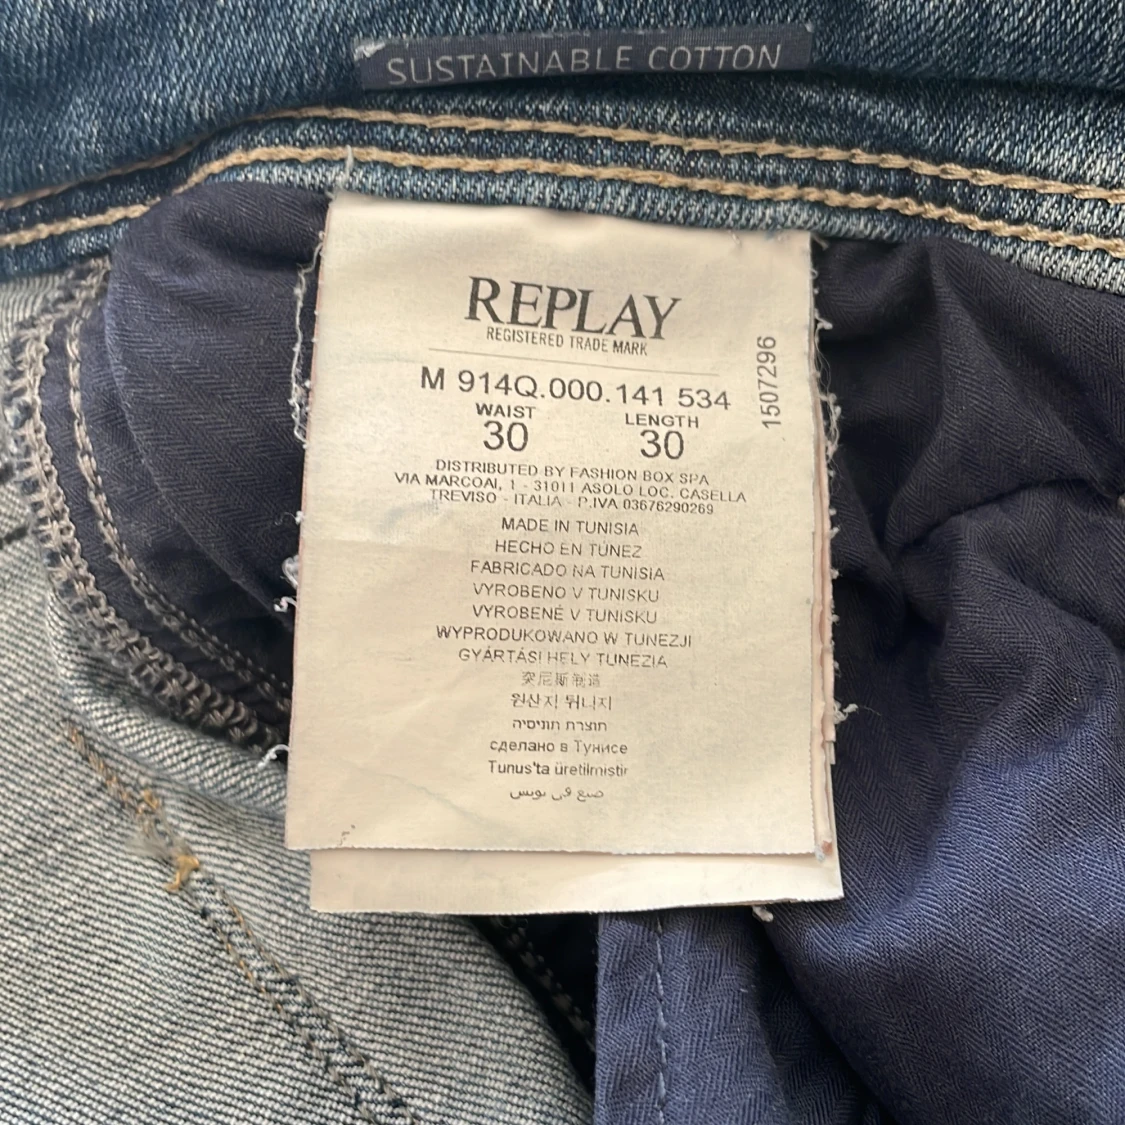 SUSTAINABLE COTTON
REPLAY
REGISTERED TRADE MARK
1507296
M 914Q.000.141 534
WAIST LENGTH
30 30
DISTRIBUTED BY FASHION BOX SPA
VIA MARCOAI, 1 - 31011 ASOLO LOC. CASELLA
TREVISO - ITALIA - P.IVA 03676290269
MADE IN TUNISIA
HECHO EN TÚNEZ
FABRICADO NA TUNÍSIA
VYROBENO V TUNISKU
VYROBENÉ V TUNISKU
WYPRODUKOWANO W TUNEZJI
GYÁRTÁSI HELY TUNEZIA
突尼斯制造
원산지 튀니지
תוצרת תוניסיה
сделано в Тунисе
Tunus'ta üretilmistir
صنع في تونس